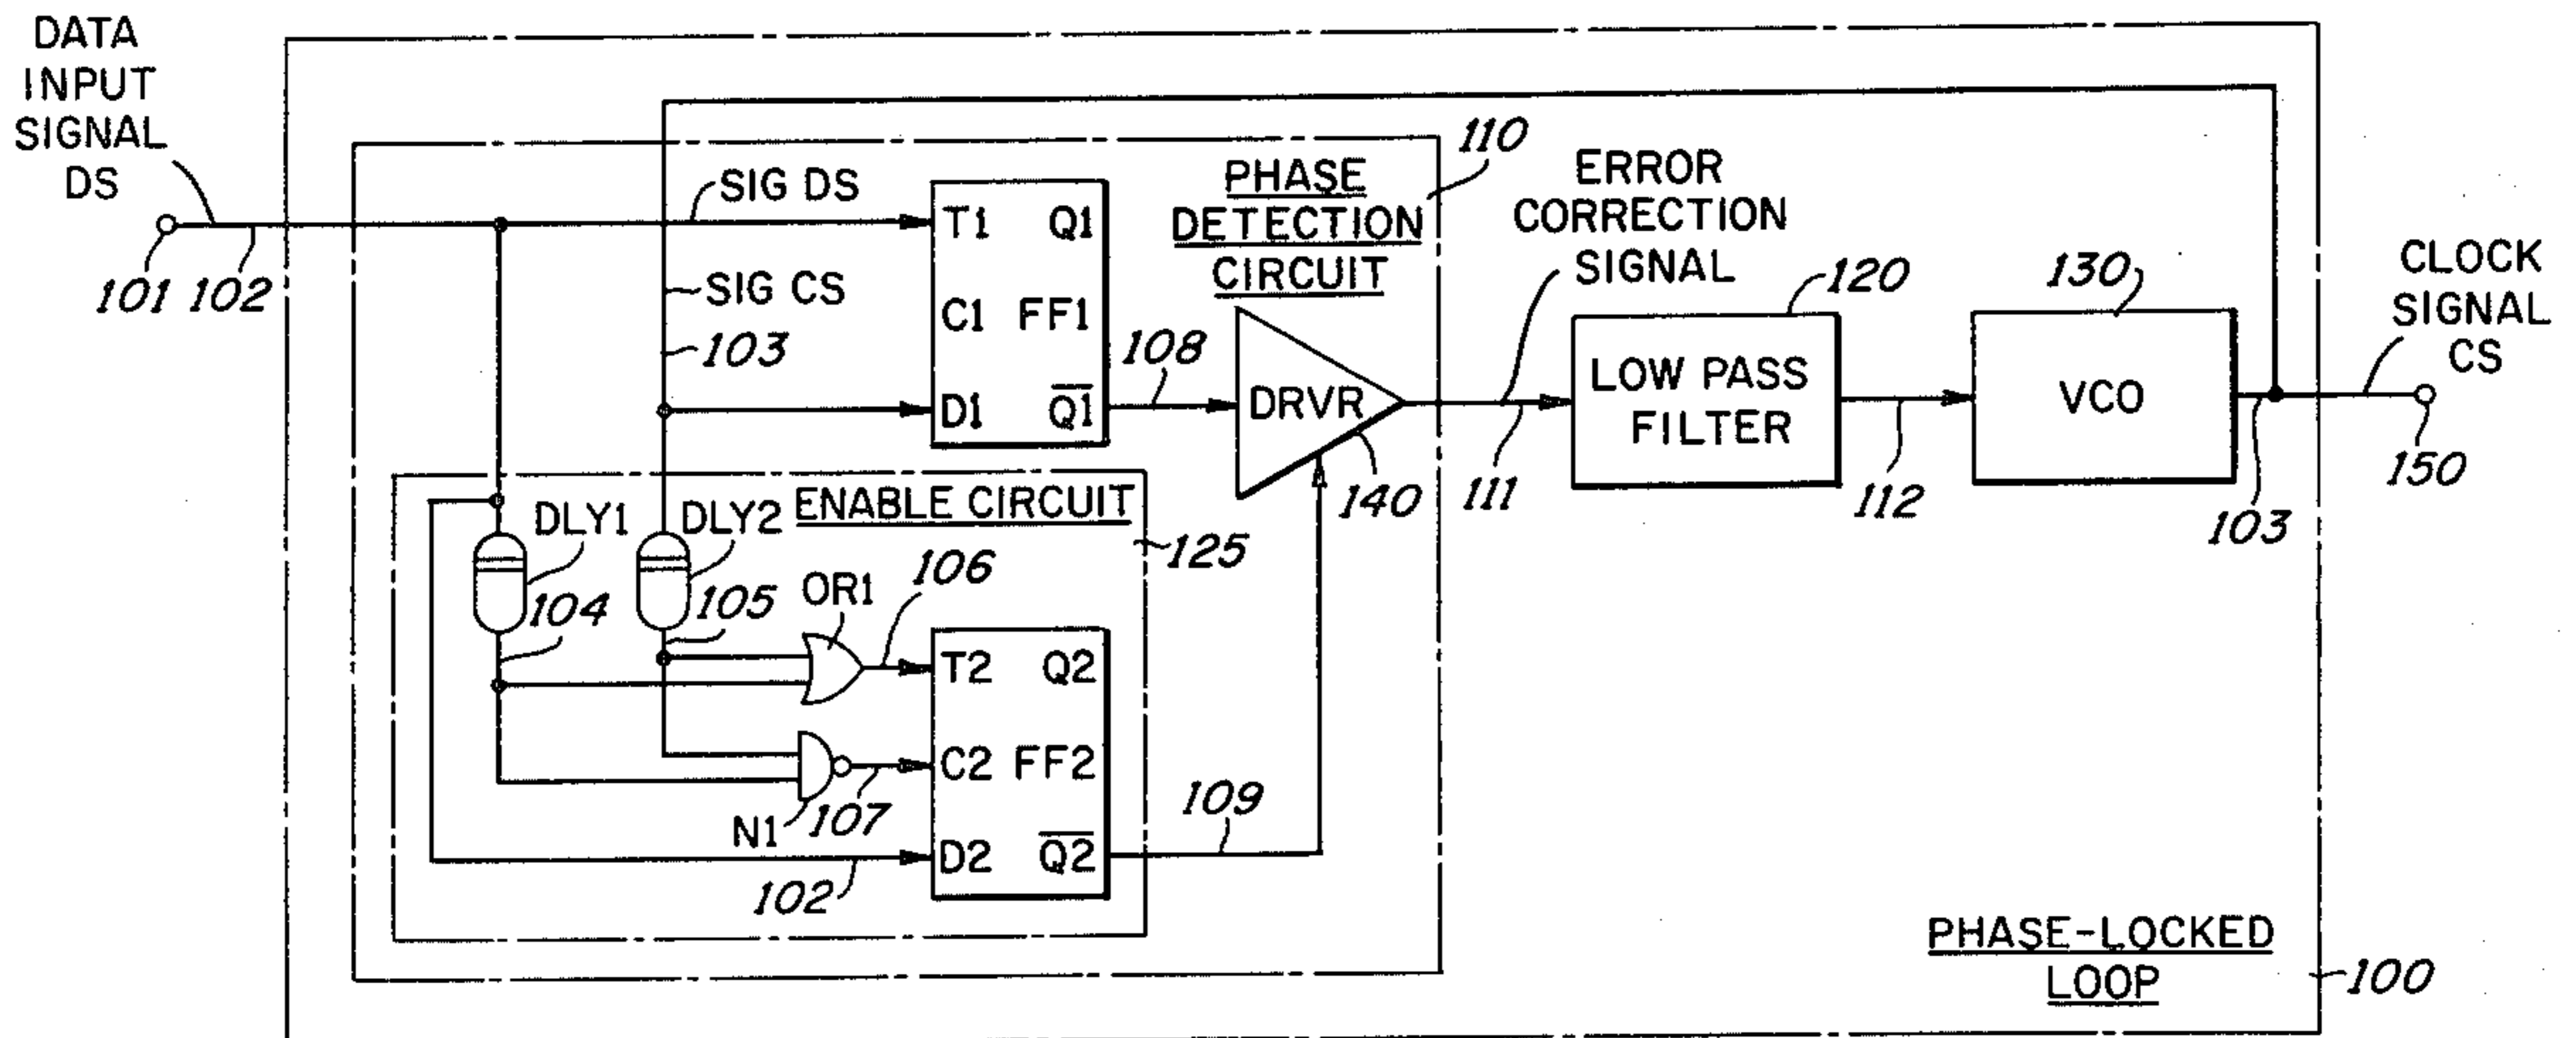 DATA
INPUT
SIGNAL
DS
101
102
SIG DS
SIG CS
103
T1
Q1
C1
FF1
D1
Q̅1̅
PHASE
DETECTION
CIRCUIT
110
108
DRVR
140
ERROR
CORRECTION
SIGNAL
111
120
LOW PASS
FILTER
112
130
VCO
103
CLOCK
SIGNAL
CS
150
ENABLE CIRCUIT
125
DLY1
DLY2
104
105
OR1
106
T2
Q2
C2
FF2
D2
Q̅2̅
N1
107
102
109
PHASE-LOCKED
LOOP
100